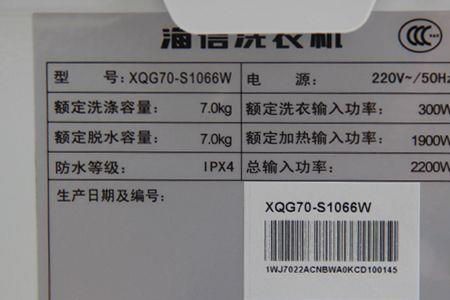 海信洗衣机
型 号: XQG70-S1066W 电 源: 220V~/50Hz
额定洗涤容量: 7.0kg 额定洗衣输入功率: 300W
额定脱水容量: 7.0kg 额定加热输入功率: 1900W
防水等级: IPX4 总输入功率: 2200W
生产日期及编号:
XQG70-S1066W
1WJ7022ACNBWA0KCD100145